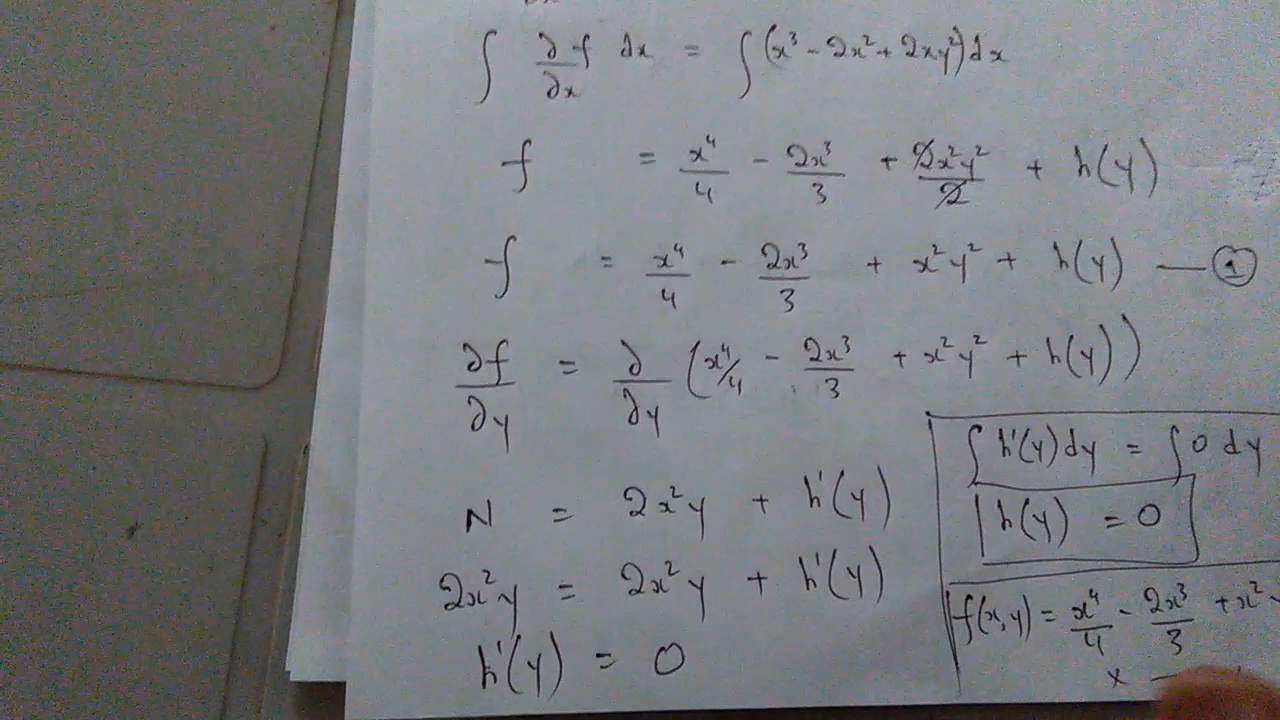 ∫ ∂/∂x f dx = ∫ (x³ - 2x² + 2xy²) dx
f = x⁴/4 - 2x³/3 + 2x²y²/2 + h(y)
f = x⁴/4 - 2x³/3 + x²y² + h(y) — ①
∂f/∂y = ∂/∂y (x⁴/4 - 2x³/3 + x²y² + h(y))
N = 2x²y + h'(y)
2x²y = 2x²y + h'(y)
h'(y) = 0
∫ h'(y) dy = ∫ 0 dy
h(y) = 0
f(x,y) = x⁴/4 - 2x³/3 + x²
x —